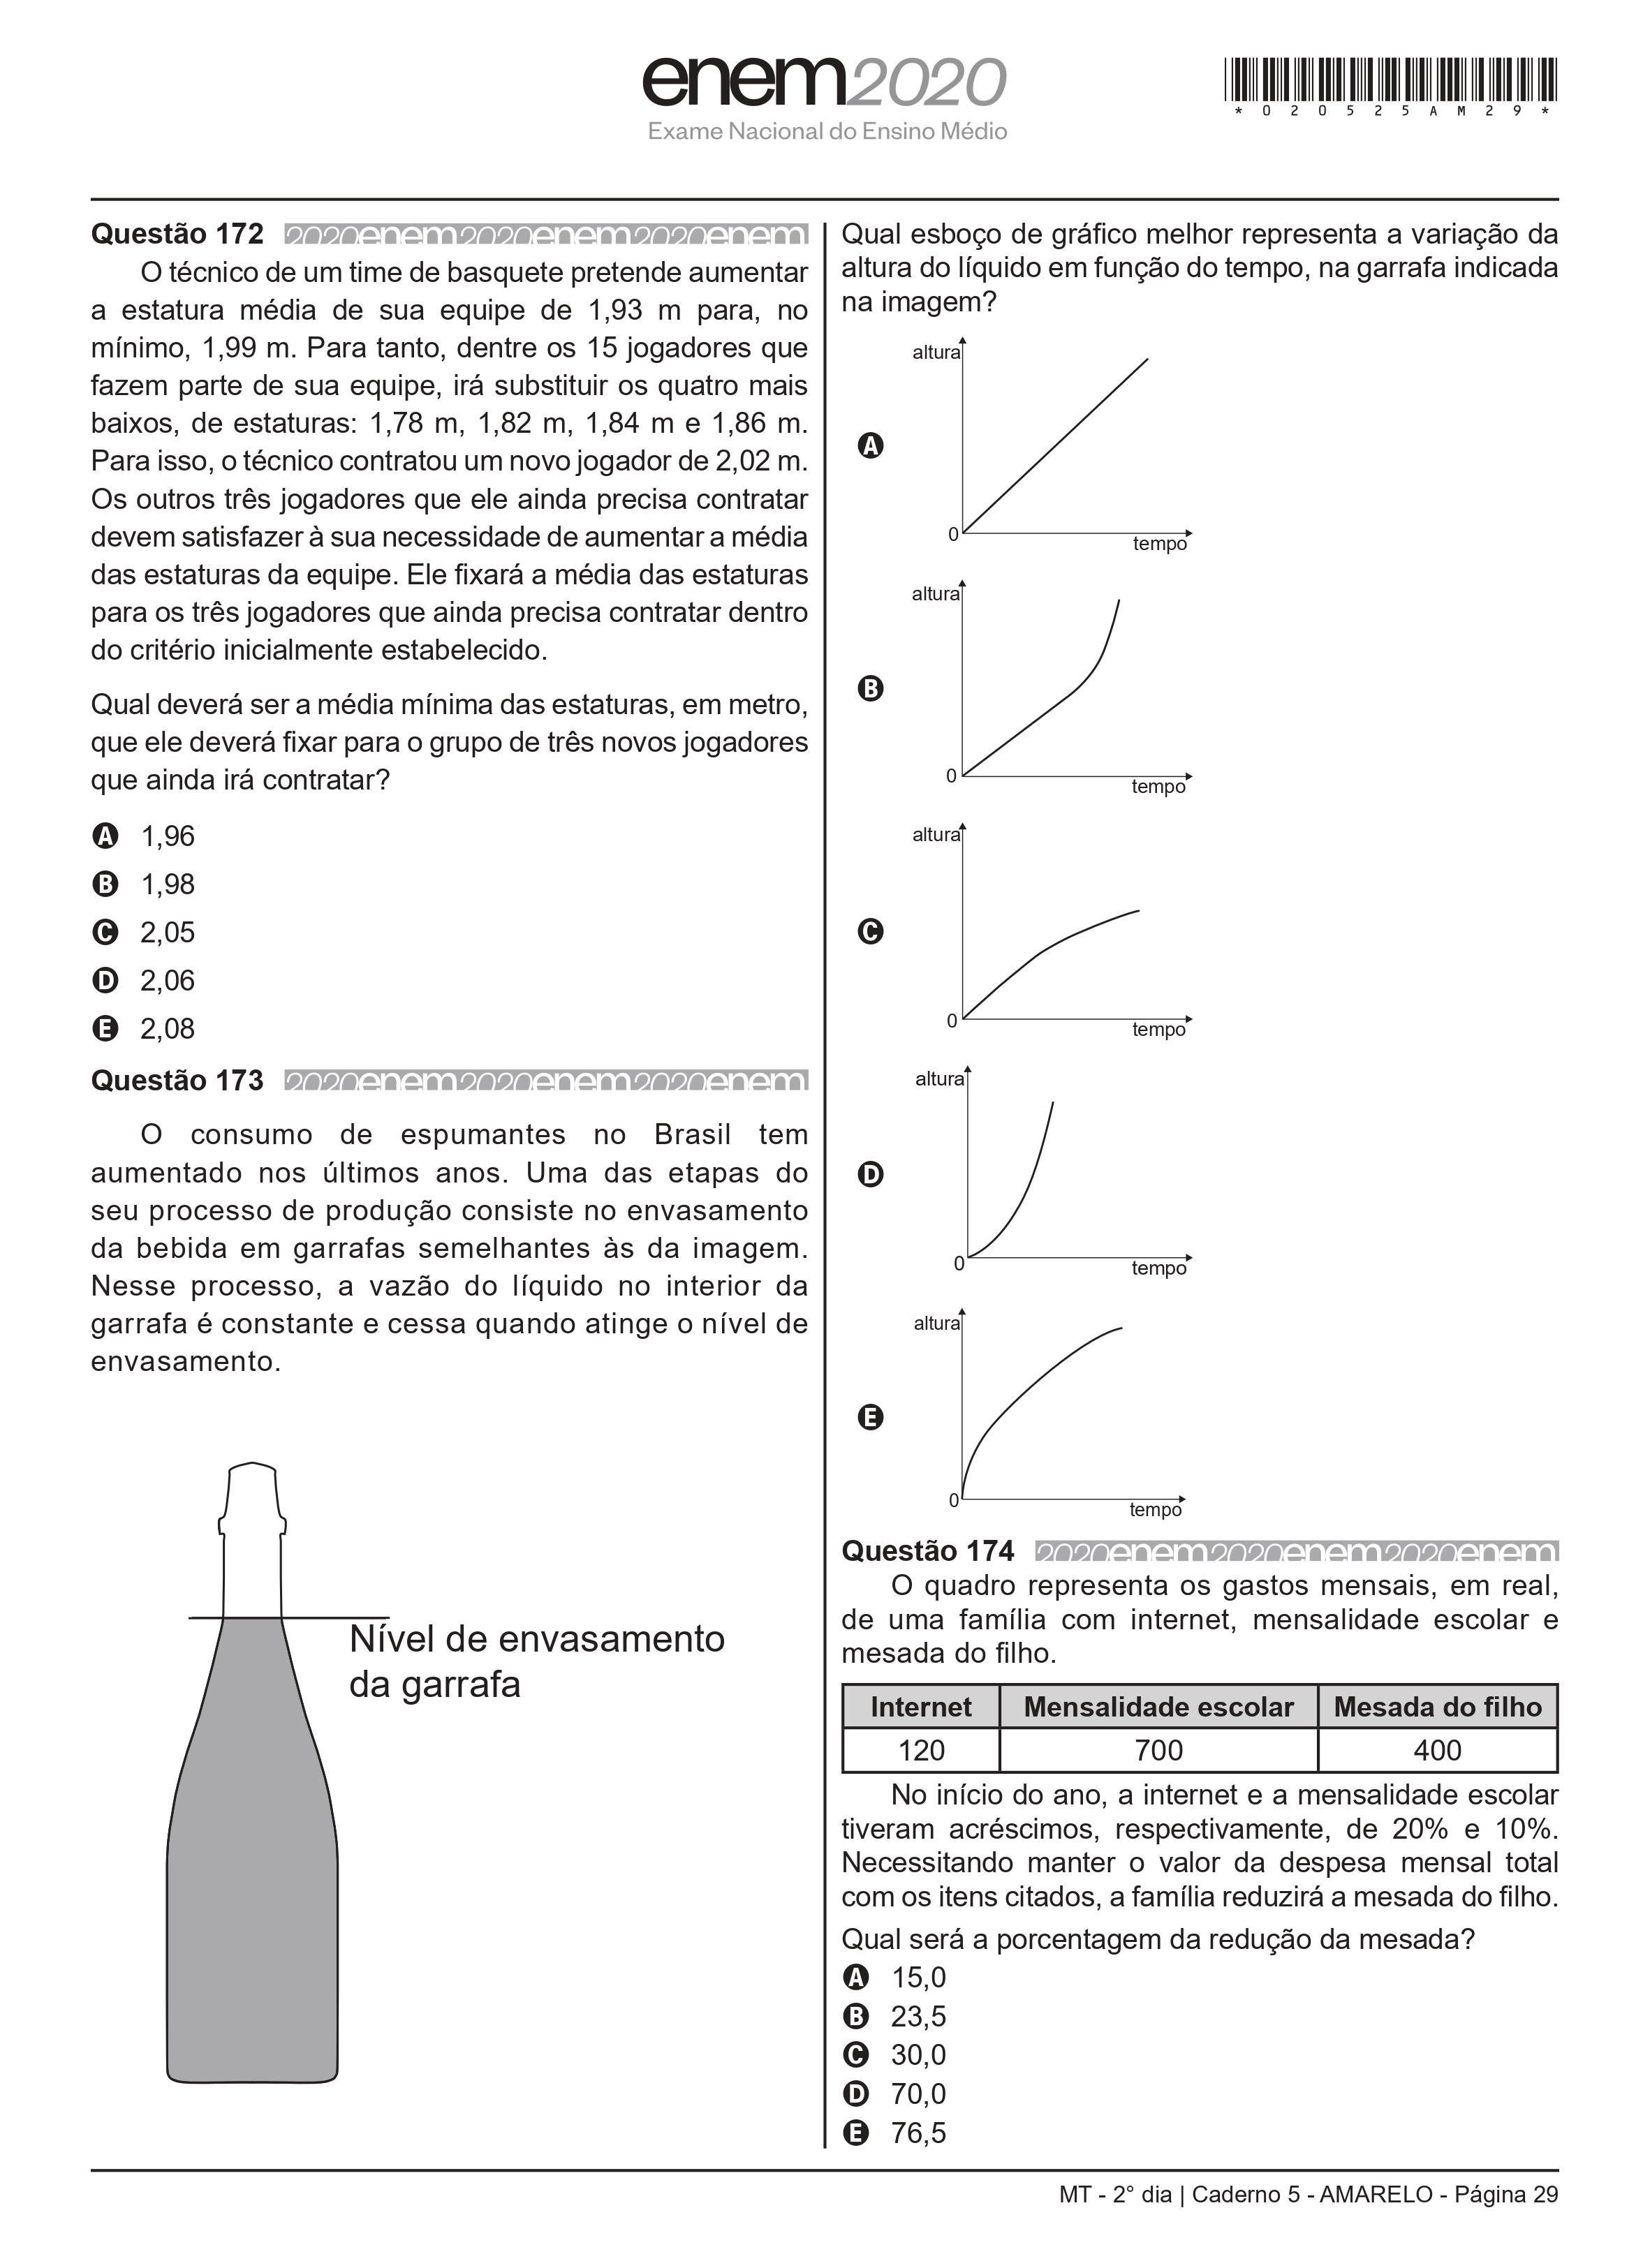 enem2020
Exame Nacional do Ensino Médio
*020525AM29*
Questão 172 2020enem2020enem2020enem
O técnico de um time de basquete pretende aumentar
a estatura média de sua equipe de 1,93 m para, no
mínimo, 1,99 m. Para tanto, dentre os 15 jogadores que
fazem parte de sua equipe, irá substituir os quatro mais
baixos, de estaturas: 1,78 m, 1,82 m, 1,84 m e 1,86 m.
Para isso, o técnico contratou um novo jogador de 2,02 m.
Os outros três jogadores que ele ainda precisa contratar
devem satisfazer à sua necessidade de aumentar a média
das estaturas da equipe. Ele fixará a média das estaturas
para os três jogadores que ainda precisa contratar dentro
do critério inicialmente estabelecido.
Qual deverá ser a média mínima das estaturas, em metro,
que ele deverá fixar para o grupo de três novos jogadores
que ainda irá contratar?
A 1,96
B 1,98
C 2,05
D 2,06
E 2,08
Questão 173 2020enem2020enem2020enem
O consumo de espumantes no Brasil tem
aumentado nos últimos anos. Uma das etapas do
seu processo de produção consiste no envasamento
da bebida em garrafas semelhantes às da imagem.
Nesse processo, a vazão do líquido no interior da
garrafa é constante e cessa quando atinge o nível de
envasamento.
Nível de envasamento
da garrafa
Qual esboço de gráfico melhor representa a variação da
altura do líquido em função do tempo, na garrafa indicada
na imagem?
altura
A
0
tempo
altura
B
0
tempo
altura
C
0
tempo
altura
D
0
tempo
altura
E
0
tempo
Questão 174 2020enem2020enem2020enem
O quadro representa os gastos mensais, em real,
de uma família com internet, mensalidade escolar e
mesada do filho.
Internet Mensalidade escolar Mesada do filho
120 700 400
No início do ano, a internet e a mensalidade escolar
tiveram acréscimos, respectivamente, de 20% e 10%.
Necessitando manter o valor da despesa mensal total
com os itens citados, a família reduzirá a mesada do filho.
Qual será a porcentagem da redução da mesada?
A 15,0
B 23,5
C 30,0
D 70,0
E 76,5
MT - 2° dia | Caderno 5 - AMARELO - Página 29